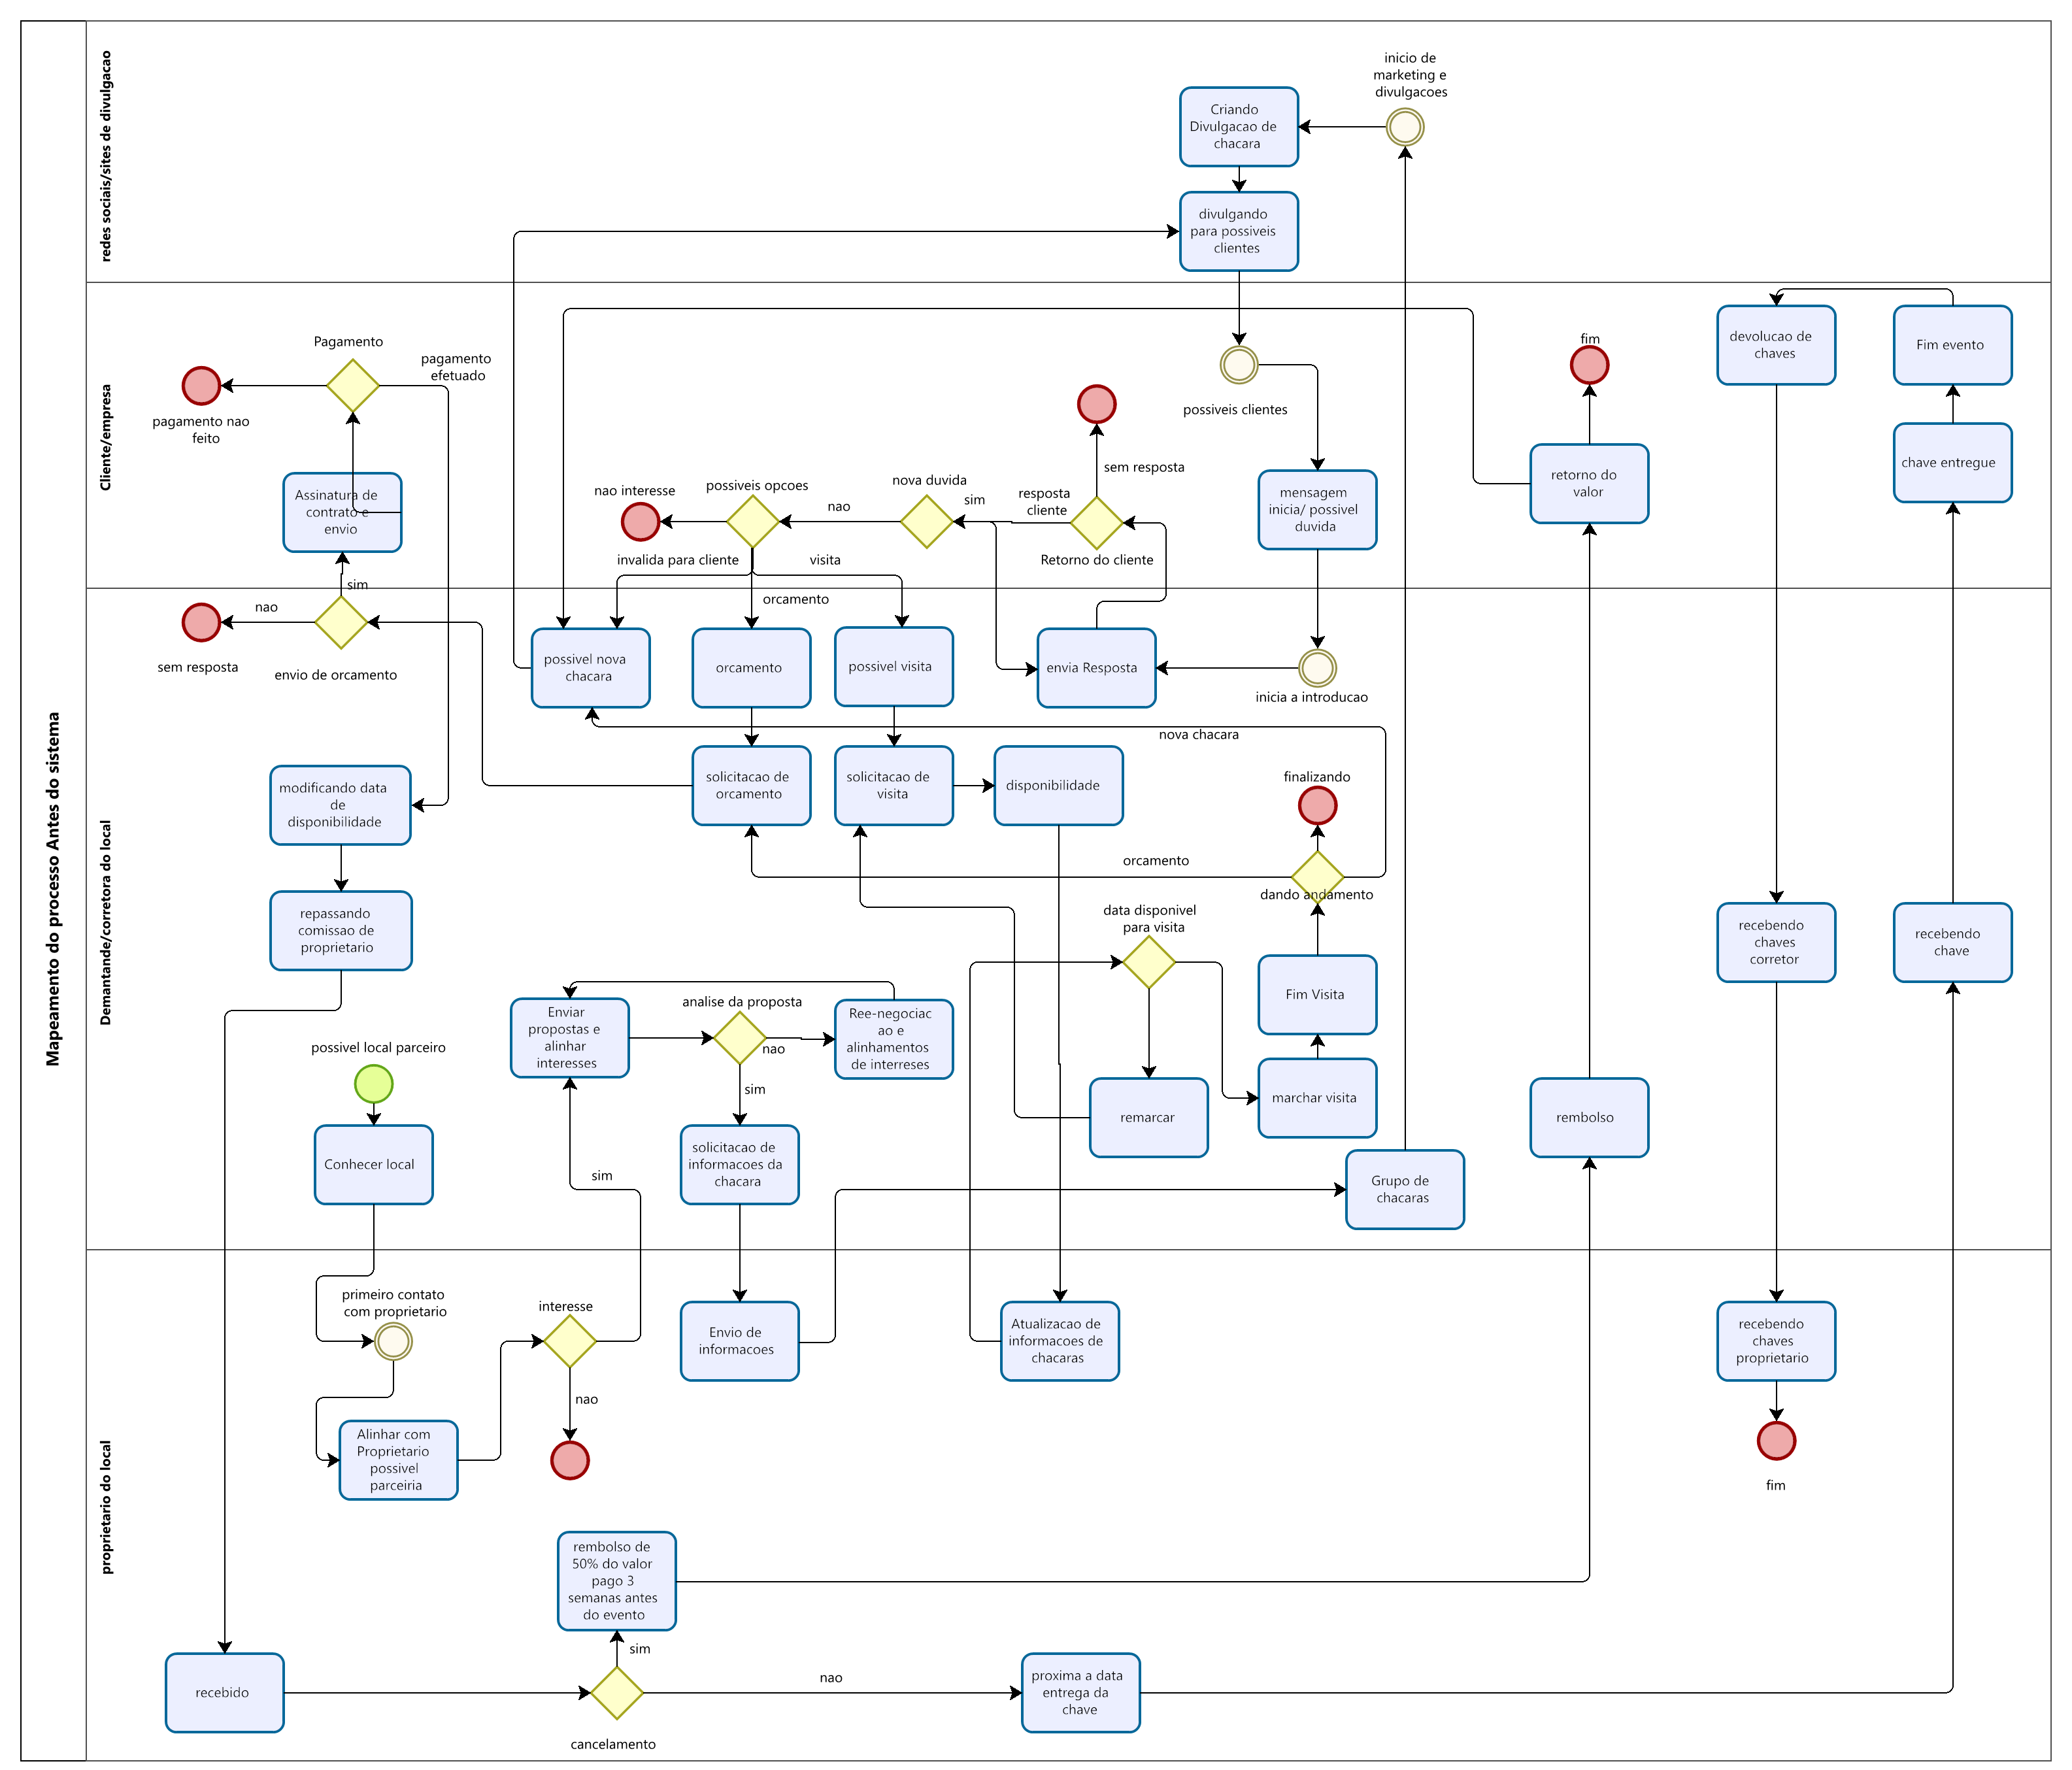 Mapeamento do processo Antes do sistema
redes sociais/sites de divulgacao
inicio de
marketing e
divulgacoes
Criando
Divulgacao de
chacara
divulgando
para possiveis
clientes
Cliente/empresa
Pagamento
pagamento
efetuado
pagamento nao
feito
Assinatura de
contrato e
envio
sim
nao interesse
possiveis opcoes
nao
nova duvida
sim
resposta
cliente
sem resposta
Retorno do cliente
invalida para cliente
visita
possiveis clientes
mensagem
inicia/ possivel
duvida
fim
retorno do
valor
devolucao de
chaves
Fim evento
chave entregue
Demantande/corretora do local
nao
sem resposta
envio de orcamento
orcamento
possivel nova
chacara
orcamento
possivel visita
envia Resposta
inicia a introducao
nova chacara
modificando data
de
disponibilidade
solicitacao de
orcamento
solicitacao de
visita
disponibilidade
finalizando
orcamento
dando andamento
repassando
comissao de
proprietario
data disponivel
para visita
recebendo
chaves
corretor
recebendo
chave
Enviar
propostas e
alinhar
interesses
analise da proposta
nao
sim
Ree-negociac
ao e
alinhamentos
de interreses
Fim Visita
possivel local parceiro
Conhecer local
sim
solicitacao de
informacoes da
chacara
remarcar
marchar visita
rembolso
Grupo de
chacaras
proprietario do local
primeiro contato
com proprietario
interesse
nao
Envio de
informacoes
Atualizacao de
informacoes de
chacaras
recebendo
chaves
proprietario
fim
Alinhar com
Proprietario
possivel
parceiria
rembolso de
50% do valor
pago 3
semanas antes
do evento
sim
recebido
nao
cancelamento
proxima a data
entrega da
chave